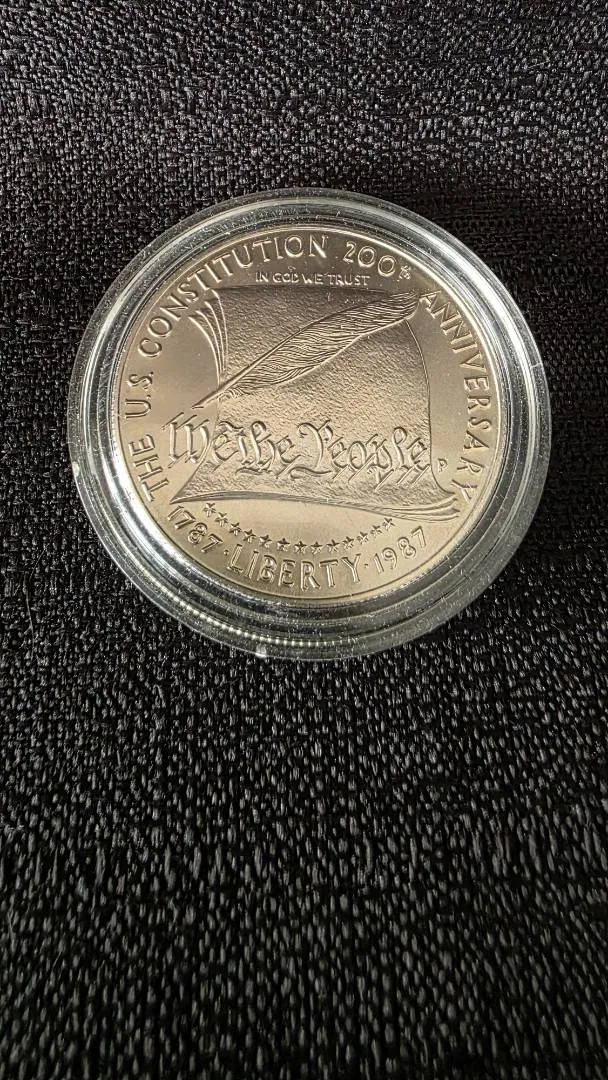 THE U.S. CONSTITUTION 200th ANNIVERSARY
IN GOD WE TRUST
We the People
P
1787 · LIBERTY · 1987